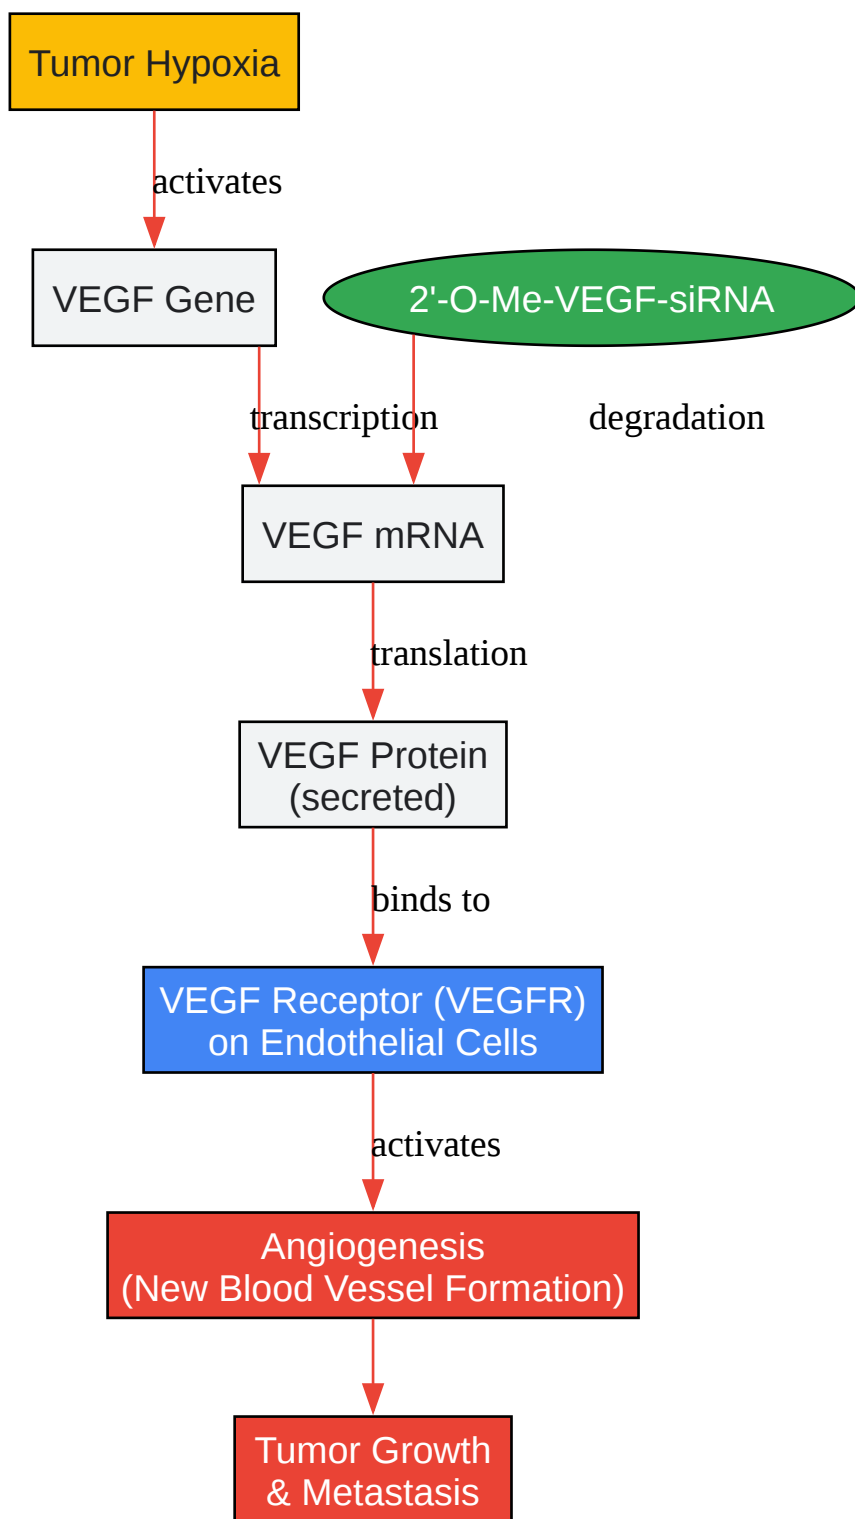 Tumor Hypoxia
activates
VEGF Gene
2'-O-Me-VEGF-siRNA
transcription
degradation
VEGF mRNA
translation
VEGF Protein
(secreted)
binds to
VEGF Receptor (VEGFR)
on Endothelial Cells
activates
Angiogenesis
(New Blood Vessel Formation)
Tumor Growth
& Metastasis